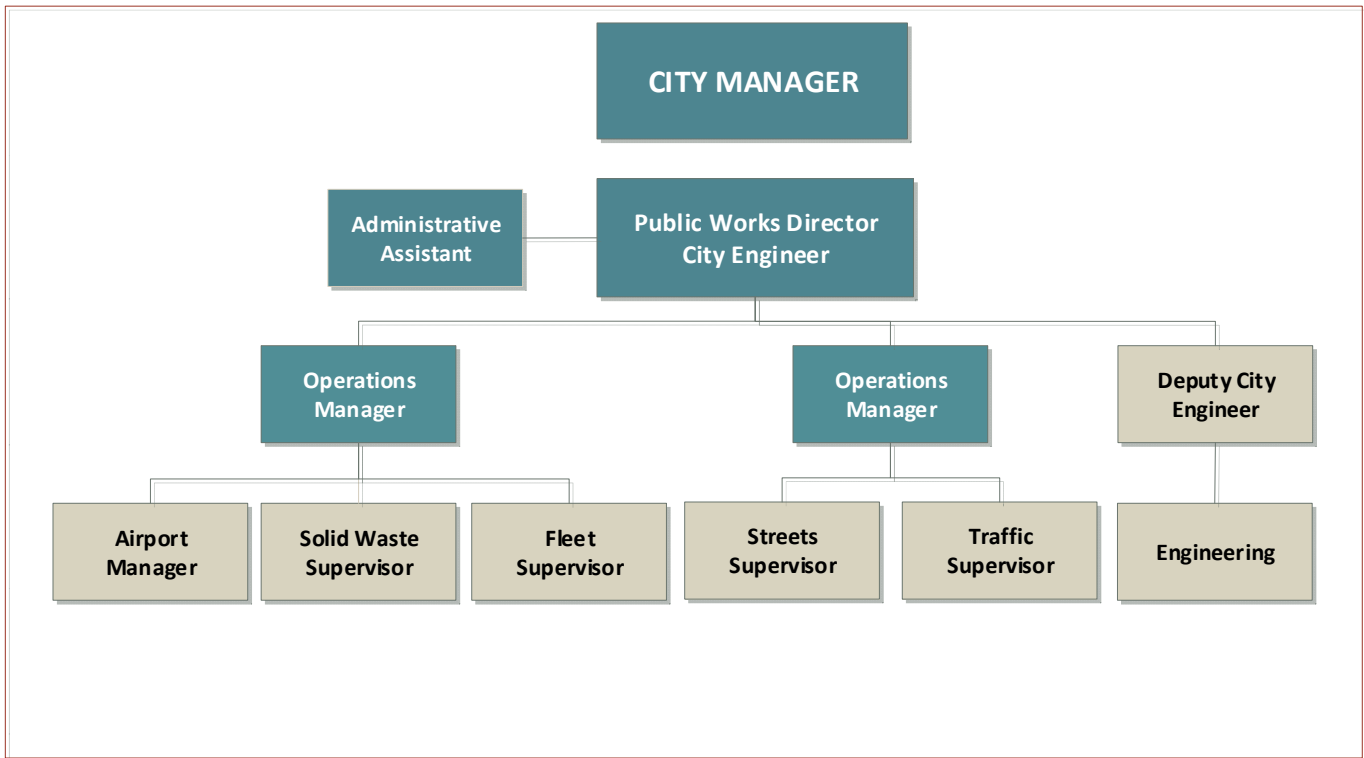 CITY MANAGER
Administrative
Assistant
Public Works Director
City Engineer
Operations
Manager
Operations
Manager
Deputy City
Engineer
Airport
Manager
Solid Waste
Supervisor
Fleet
Supervisor
Streets
Supervisor
Traffic
Supervisor
Engineering